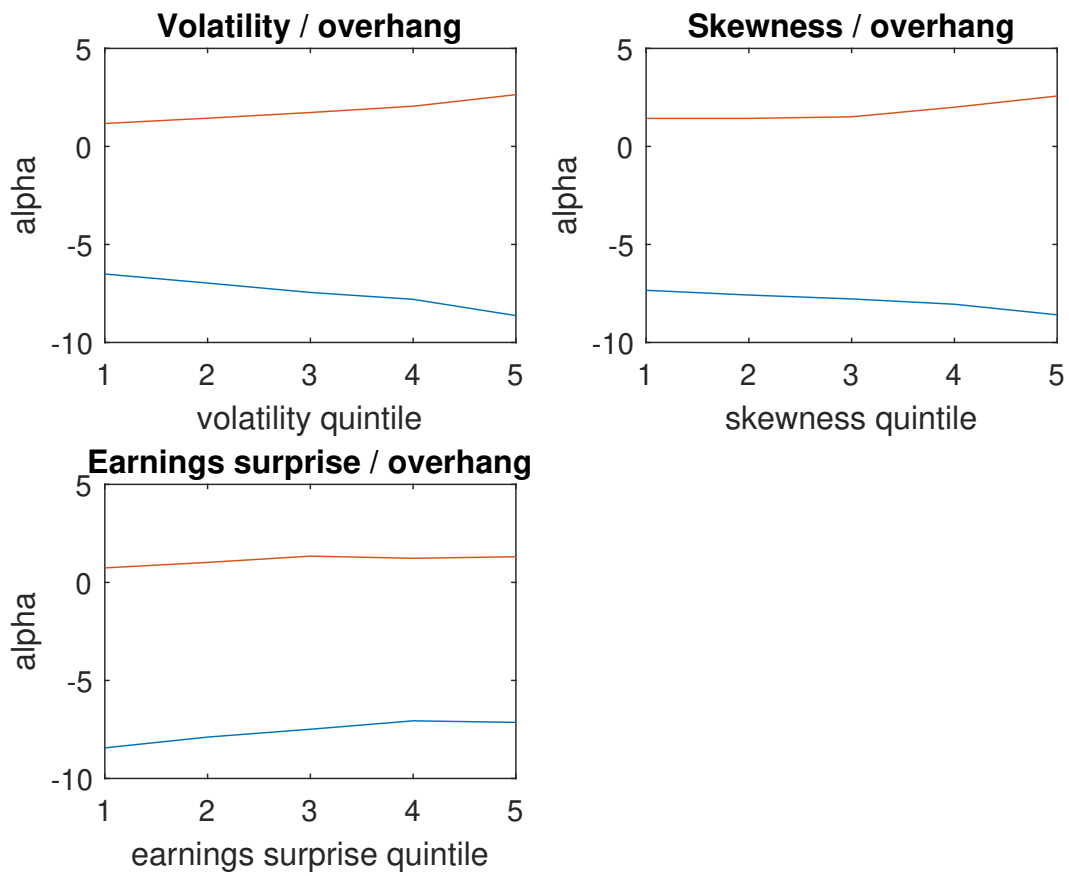 Volatility / overhang
5
0
-5
-10
alpha
1 2 3 4 5
volatility quintile
Skewness / overhang
5
0
-5
-10
alpha
1 2 3 4 5
skewness quintile
Earnings surprise / overhang
5
0
-5
-10
alpha
1 2 3 4 5
earnings surprise quintile